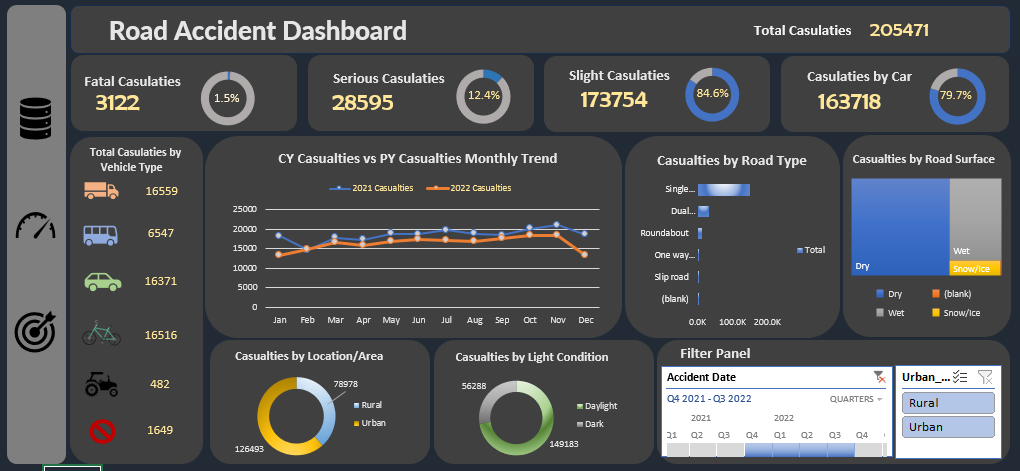 Road Accident Dashboard
Total Casulaties 205471
Fatal Casulaties
3122
1.5%
Serious Casulaties
28595
12.4%
Slight Casulaties
173754
84.6%
Casulaties by Car
163718
79.7%
Total Casulaties by
Vehicle Type
16559
6547
16371
16516
482
1649
CY Casualties vs PY Casualties Monthly Trend
2021 Casualties 2022 Casualties
25000
20000
15000
10000
5000
0
Jan Feb Mar Apr May Jun Jul Aug Sep Oct Nov Dec
Casualties by Road Type
Single...
Dual...
Roundabout
One way...
Slip road
(blank)
Total
0.0K 100.0K 200.0K
Casualties by Road Surface
Dry
Wet
Snow/Ice
Dry (blank)
Wet Snow/Ice
Casualties by Location/Area
78978
126493
Rural
Urban
Casualties by Light Condition
56288
149183
Daylight
Dark
Filter Panel
Accident Date
Q4 2021 - Q3 2022 QUARTERS
2021 2022
Q1 Q2 Q3 Q4 Q1 Q2 Q3 Q4
Urban_...
Rural
Urban